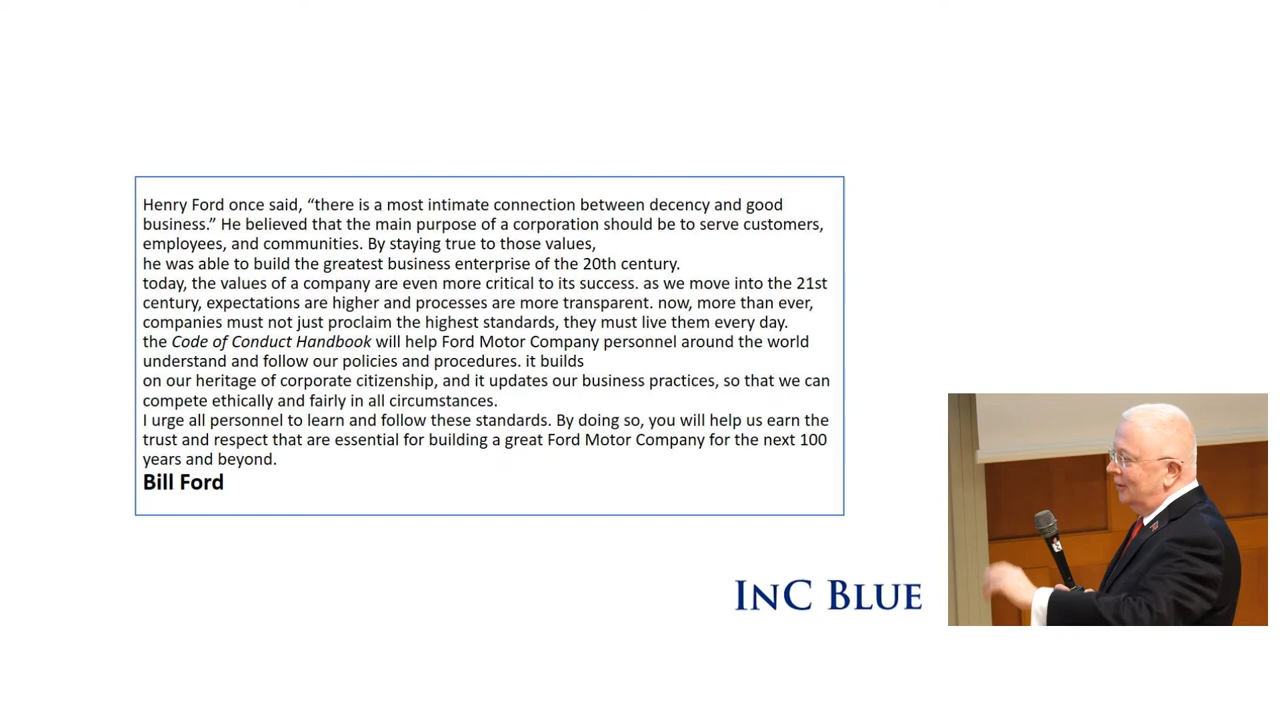 Henry Ford once said, “there is a most intimate connection between decency and good
business.” He believed that the main purpose of a corporation should be to serve customers,
employees, and communities. By staying true to those values,
he was able to build the greatest business enterprise of the 20th century.
today, the values of a company are even more critical to its success. as we move into the 21st
century, expectations are higher and processes are more transparent. now, more than ever,
companies must not just proclaim the highest standards, they must live them every day.
the Code of Conduct Handbook will help Ford Motor Company personnel around the world
understand and follow our policies and procedures. it builds
on our heritage of corporate citizenship, and it updates our business practices, so that we can
compete ethically and fairly in all circumstances.
I urge all personnel to learn and follow these standards. By doing so, you will help us earn the
trust and respect that are essential for building a great Ford Motor Company for the next 100
years and beyond.
Bill Ford
InC Blue